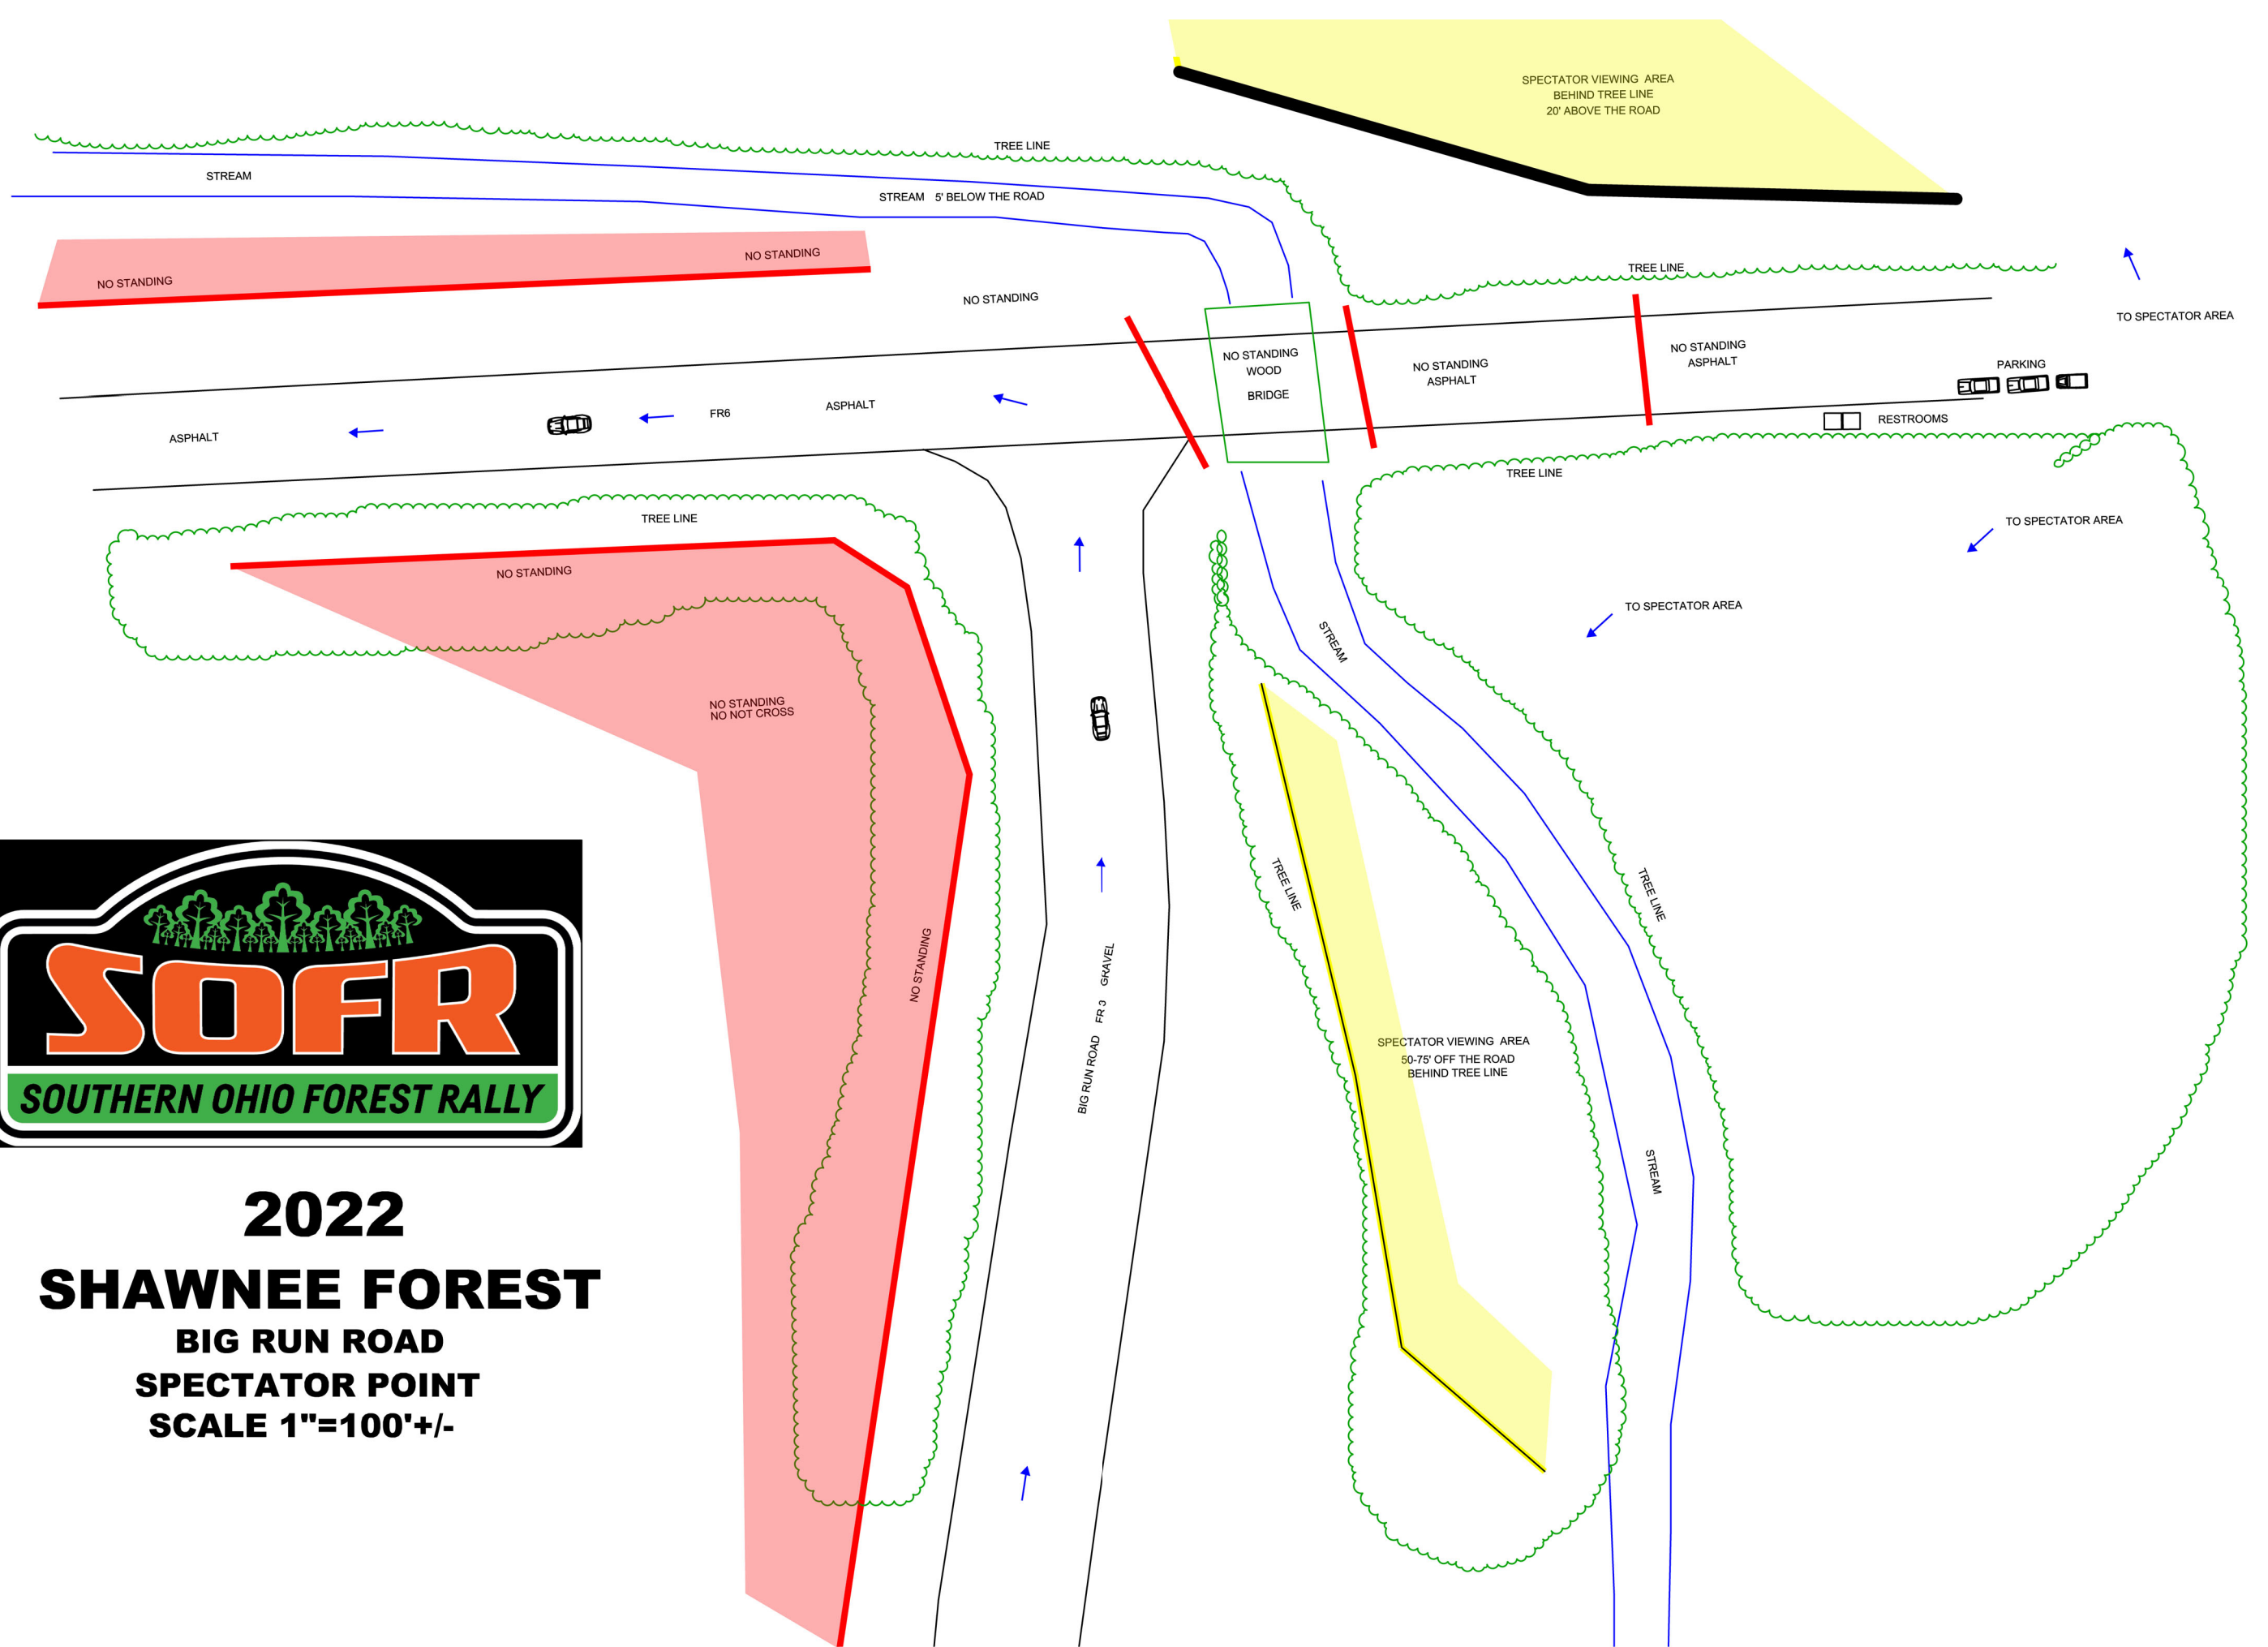 SPECTATOR VIEWING AREA
BEHIND TREE LINE
20' ABOVE THE ROAD
TREE LINE
STREAM
STREAM 5' BELOW THE ROAD
NO STANDING
NO STANDING
NO STANDING
TREE LINE
TO SPECTATOR AREA
NO STANDING
WOOD
BRIDGE
NO STANDING
ASPHALT
NO STANDING
ASPHALT
PARKING
RESTROOMS
ASPHALT
FR6
ASPHALT
TREE LINE
TREE LINE
TO SPECTATOR AREA
NO STANDING
TO SPECTATOR AREA
STREAM
NO STANDING
NO NOT CROSS
TREE LINE
TREE LINE
NO STANDING
BIG RUN ROAD FR 3 GRAVEL
SPECTATOR VIEWING AREA
50-75' OFF THE ROAD
BEHIND TREE LINE
STREAM
SOFR
SOUTHERN OHIO FOREST RALLY
2022
SHAWNEE FOREST
BIG RUN ROAD
SPECTATOR POINT
SCALE 1"=100'+/-